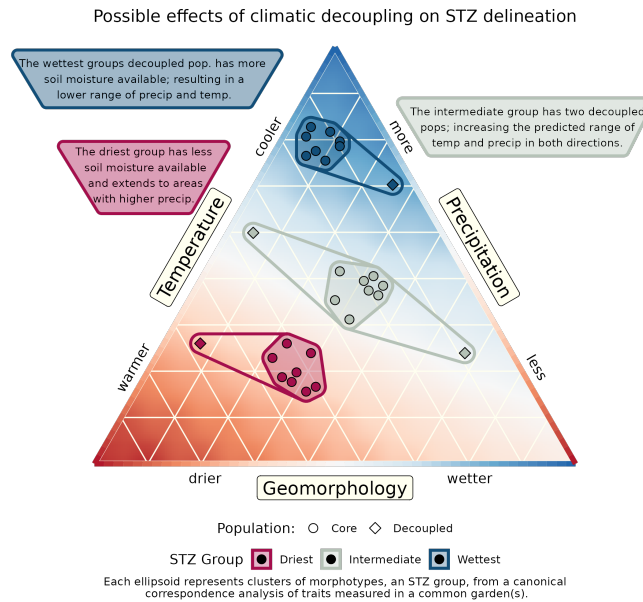 Possible effects of climatic decoupling on STZ delineation
The wettest groups decoupled pop. has more
soil moisture available; resulting in a
lower range of precip and temp.
The intermediate group has two decoupled
pops; increasing the predicted range of
temp and precip in both directions.
The driest group has less
soil moisture available
and extends to areas
with higher precip.
cooler
more
Temperature
Precipitation
warmer
less
drier
wetter
Geomorphology
Population: Core Decoupled
STZ Group Driest Intermediate Wettest
Each ellipsoid represents clusters of morphotypes, an STZ group, from a canonical
correspondence analysis of traits measured in a common garden(s).